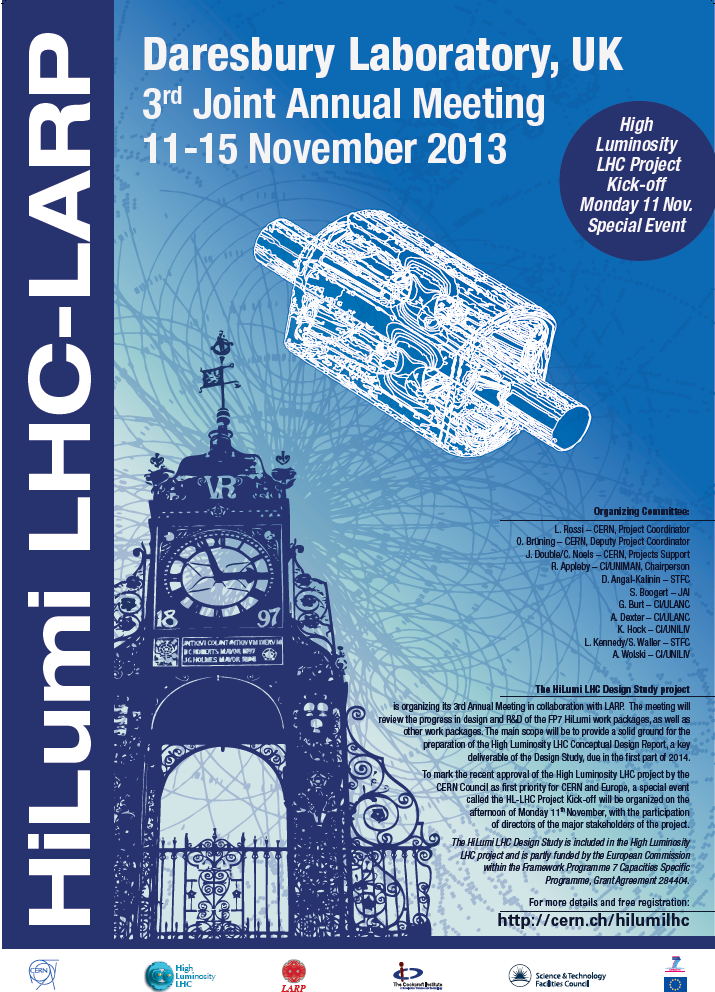 HiLumi LHC-LARP
Daresbury Laboratory, UK
3rd Joint Annual Meeting
11-15 November 2013
High
Luminosity
LHC Project
Kick-off
Monday 11 Nov.
Special Event
VR
18 97
Organizing Committee:
L. Rossi – CERN, Project Coordinator
O. Brüning – CERN, Deputy Project Coordinator
J. Double/C. Noels – CERN, Projects Support
R. Appleby – CI/UNIMAN, Chairperson
D. Angal-Kalinin – STFC
S. Boogert – JAI
G. Burt – CI/ULANC
A. Dexter – CI/ULANC
K. Hock – CI/UNILIV
L. Kennedy/S. Waller – STFC
A. Wolski – CI/UNILIV
The HiLumi LHC Design Study project
is organizing its 3rd Annual Meeting in collaboration with LARP. The meeting will
review the progress in design and R&D of the FP7 HiLumi work packages, as well as
other work packages. The main scope will be to provide a solid ground for the
preparation of the High Luminosity LHC Conceptual Design Report, a key
deliverable of the Design Study, due in the first part of 2014.
To mark the recent approval of the High Luminosity LHC project by the
CERN Council as first priority for CERN and Europe, a special event
called the HL-LHC Project Kick-off will be organized on the
afternoon of Monday 11th November, with the participation
of directors of the major stakeholders of the project.
The HiLumi LHC Design Study is included in the High Luminosity
LHC project and is partly funded by the European Commission
within the Framework Programme 7 Capacities Specific
Programme, Grant Agreement 284404.
For more details and free registration:
http://cern.ch/hilumilhc
CERN
High
Luminosity
LHC
LARP
The Cockcroft Institute
Science & Technology
Facilities Council